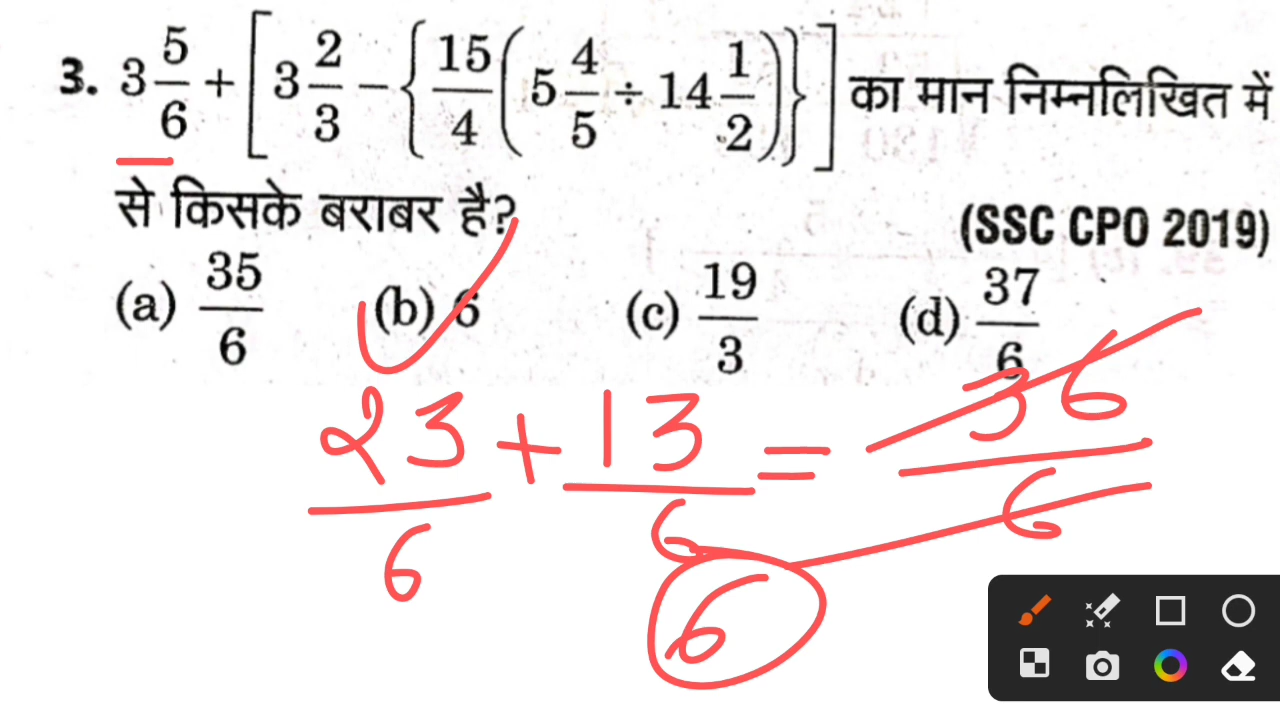 3. 3 5/6 + [3 2/3 − {15/4 (5 4/5 ÷ 14 1/2)}] का मान निम्नलिखित में
से किसके बराबर है?
(SSC CPO 2019)
(a) 35/6 (b) 6 (c) 19/3 (d) 37/6
23/6 + 13/6 = 36/6
6